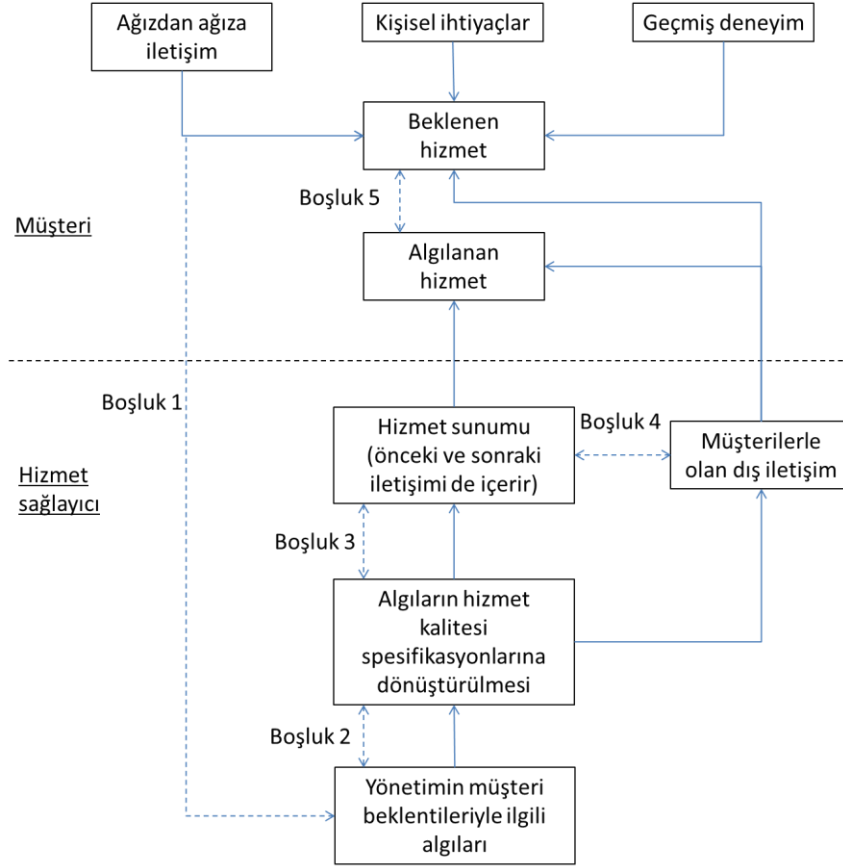 Ağızdan ağıza
iletişim
Kişisel ihtiyaçlar
Geçmiş deneyim
Beklenen
hizmet
Boşluk 5
Müşteri
Algılanan
hizmet
Boşluk 1
Hizmet sunumu
(önceki ve sonraki
iletişimi de içerir)
Boşluk 4
Müşterilerle
olan dış iletişim
Hizmet
sağlayıcı
Boşluk 3
Algıların hizmet
kalitesi
spesifikasyonlarına
dönüştürülmesi
Boşluk 2
Yönetimin müşteri
beklentileriyle ilgili
algıları